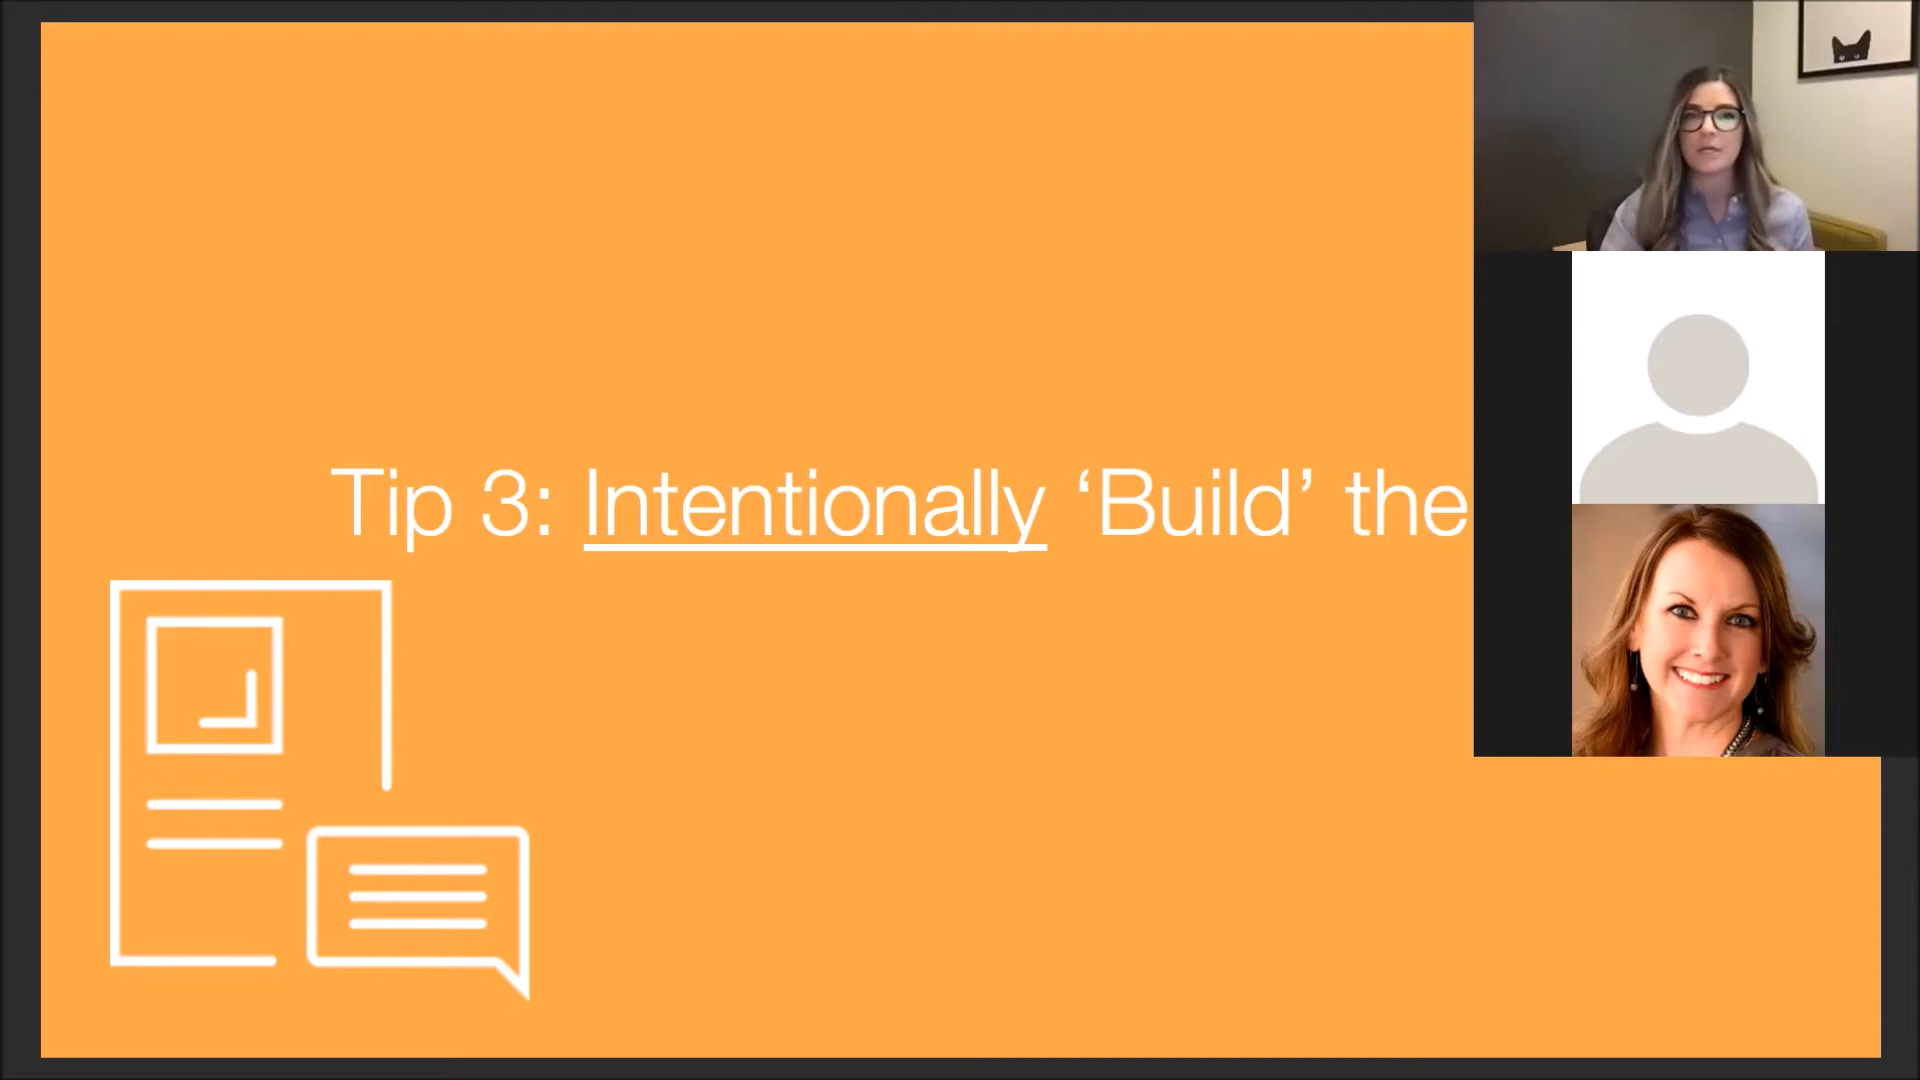 Tip 3: Intentionally ‘Build’ the